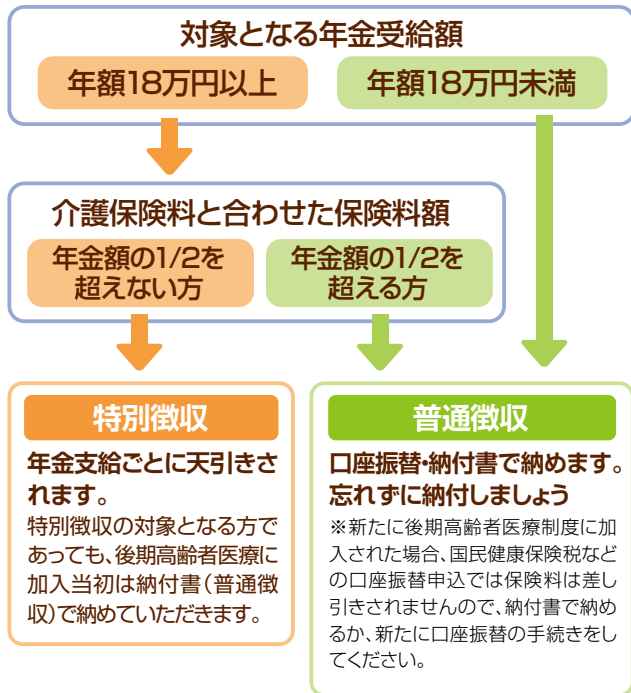 対象となる年金受給額
年額18万円以上
年額18万円未満
介護保険料と合わせた保険料額
年金額の1/2を
超えない方
年金額の1/2を
超える方
特別徴収
年金支給ごとに天引きさ
れます。
特別徴収の対象となる方で
あっても、後期高齢者医療に
加入当初は納付書(普通徴
収)で納めていただきます。
普通徴収
口座振替・納付書で納めます。
忘れずに納付しましょう
※新たに後期高齢者医療制度に加
入された場合、国民健康保険税など
の口座振替申込では保険料は差し
引きされませんので、納付書で納め
るか、新たに口座振替の手続きをし
てください。